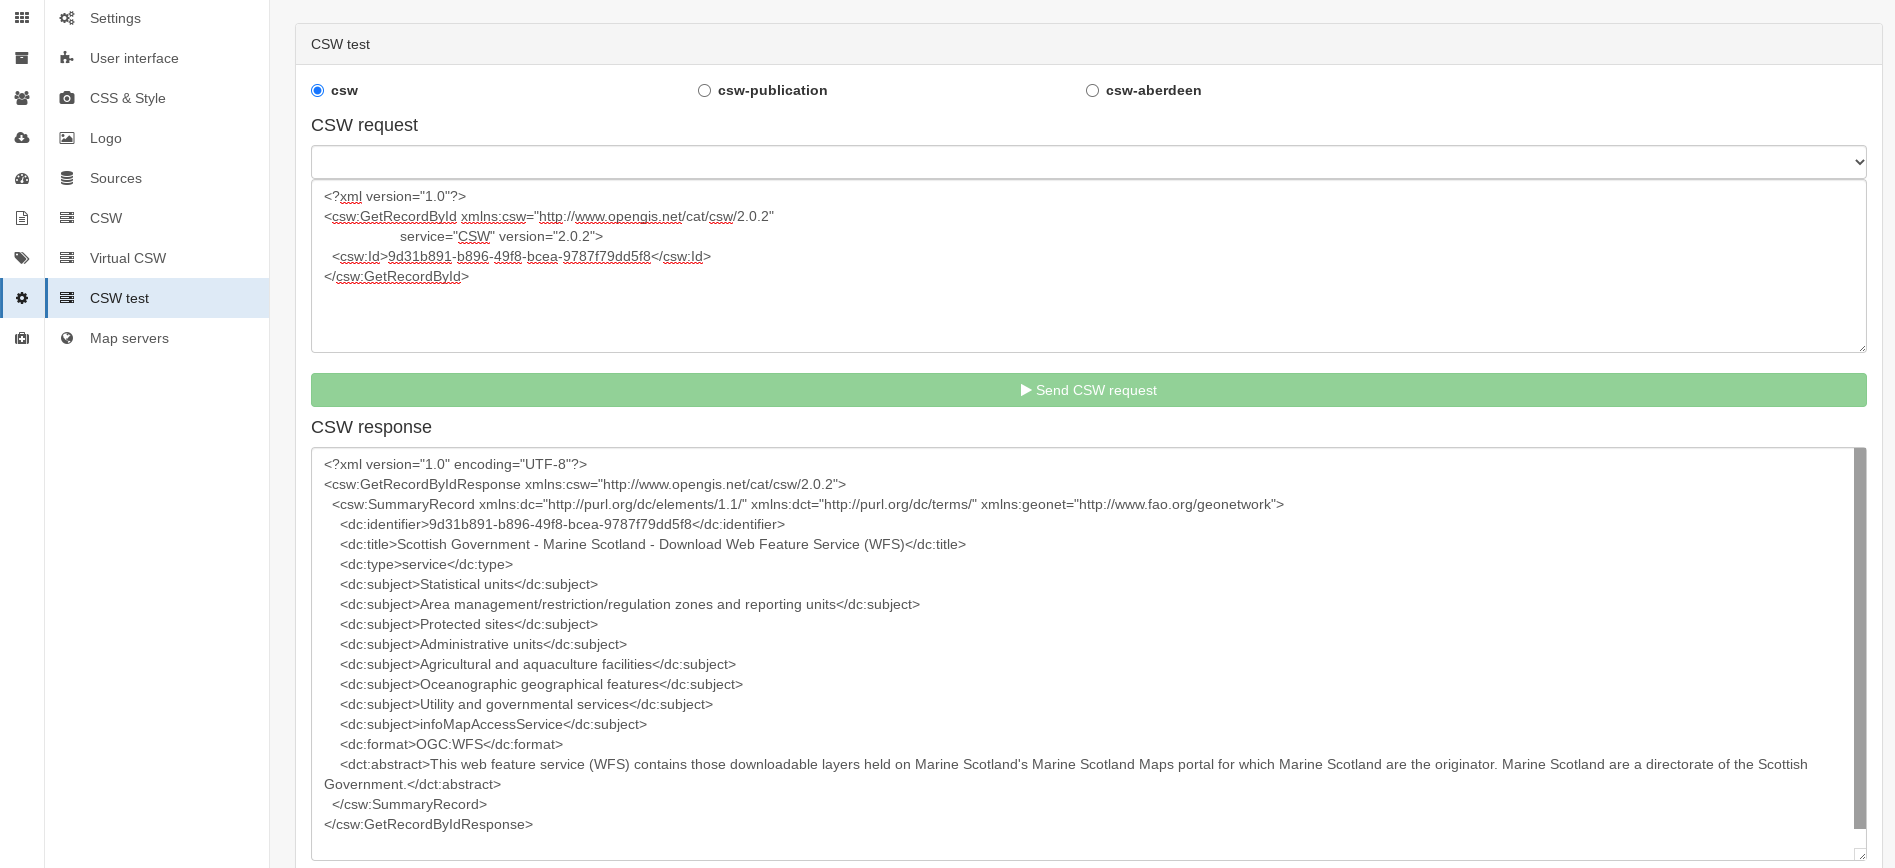 Settings
User interface
CSS & Style
Logo
Sources
CSW
Virtual CSW
CSW test
Map servers
CSW test
csw
csw-publication
csw-aberdeen
CSW request
<?xml version="1.0"?>
<csw:GetRecordById xmlns:csw="http://www.opengis.net/cat/csw/2.0.2"
service="CSW" version="2.0.2">
<csw:Id>9d31b891-b896-49f8-bcea-9787f79dd5f8</csw:Id>
</csw:GetRecordById>
Send CSW request
CSW response
<?xml version="1.0" encoding="UTF-8"?>
<csw:GetRecordByIdResponse xmlns:csw="http://www.opengis.net/cat/csw/2.0.2">
<csw:SummaryRecord xmlns:dc="http://purl.org/dc/elements/1.1/" xmlns:dct="http://purl.org/dc/terms/" xmlns:geonet="http://www.fao.org/geonetwork">
<dc:identifier>9d31b891-b896-49f8-bcea-9787f79dd5f8</dc:identifier>
<dc:title>Scottish Government - Marine Scotland - Download Web Feature Service (WFS)</dc:title>
<dc:type>service</dc:type>
<dc:subject>Statistical units</dc:subject>
<dc:subject>Area management/restriction/regulation zones and reporting units</dc:subject>
<dc:subject>Protected sites</dc:subject>
<dc:subject>Administrative units</dc:subject>
<dc:subject>Agricultural and aquaculture facilities</dc:subject>
<dc:subject>Oceanographic geographical features</dc:subject>
<dc:subject>Utility and governmental services</dc:subject>
<dc:subject>infoMapAccessService</dc:subject>
<dc:format>OGC:WFS</dc:format>
<dct:abstract>This web feature service (WFS) contains those downloadable layers held on Marine Scotland's Marine Scotland Maps portal for which Marine Scotland are the originator. Marine Scotland are a directorate of the Scottish
Government.</dct:abstract>
</csw:SummaryRecord>
</csw:GetRecordByIdResponse>